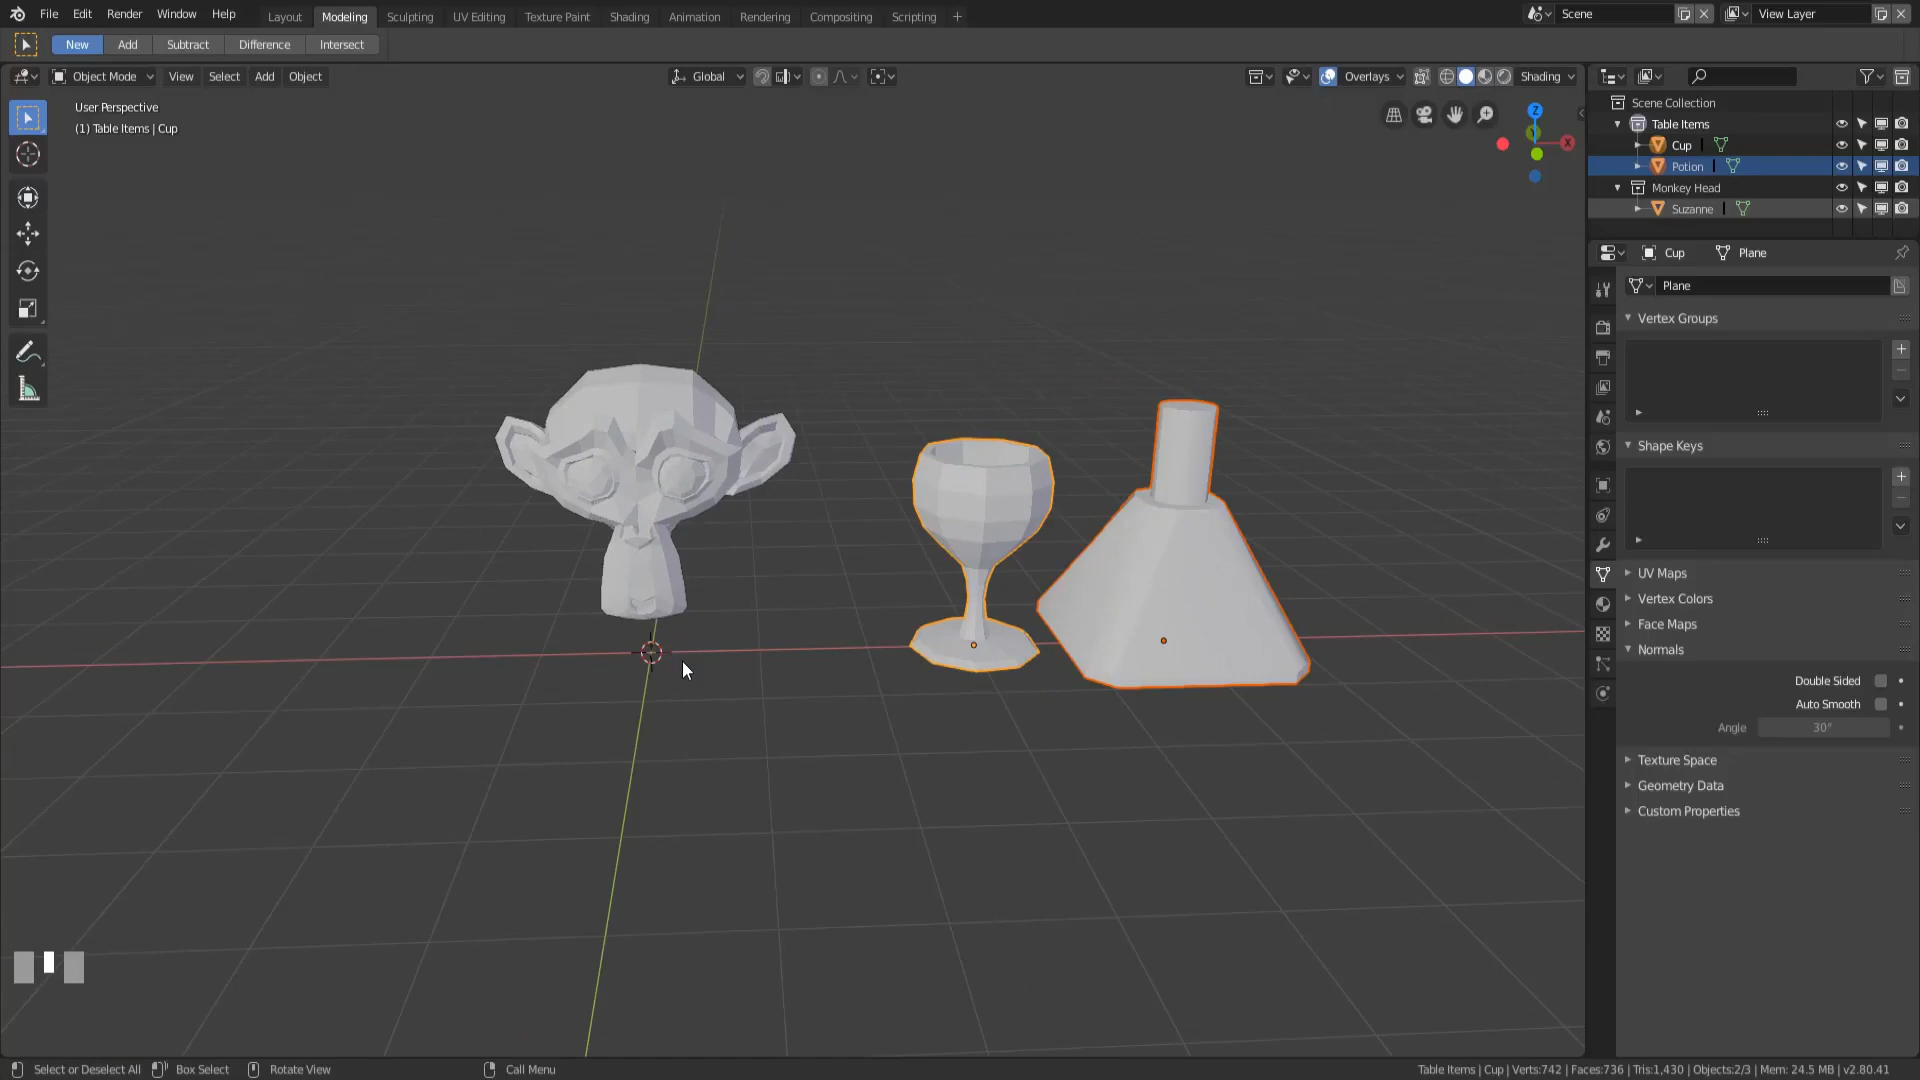 File Edit Render Window Help
Layout Modeling Sculpting UV Editing Texture Paint Shading Animation Rendering Compositing Scripting +
Scene
View Layer
New Add Subtract Difference Intersect
Object Mode View Select Add Object
Global
Overlays
Shading
User Perspective
(1) Table Items | Cup
Z
Y
X
Scene Collection
Table Items
Cup
Potion
Monkey Head
Suzanne
Cup Plane
Plane
Vertex Groups
Shape Keys
UV Maps
Vertex Colors
Face Maps
Normals
Double Sided
Auto Smooth
Angle 30°
Texture Space
Geometry Data
Custom Properties
Select or Deselect All Box Select Rotate View Call Menu
Table Items | Cup | Verts:742 | Faces:736 | Tris:1,430 | Objects:2/3 | Mem: 24.5 MB | v2.80.41